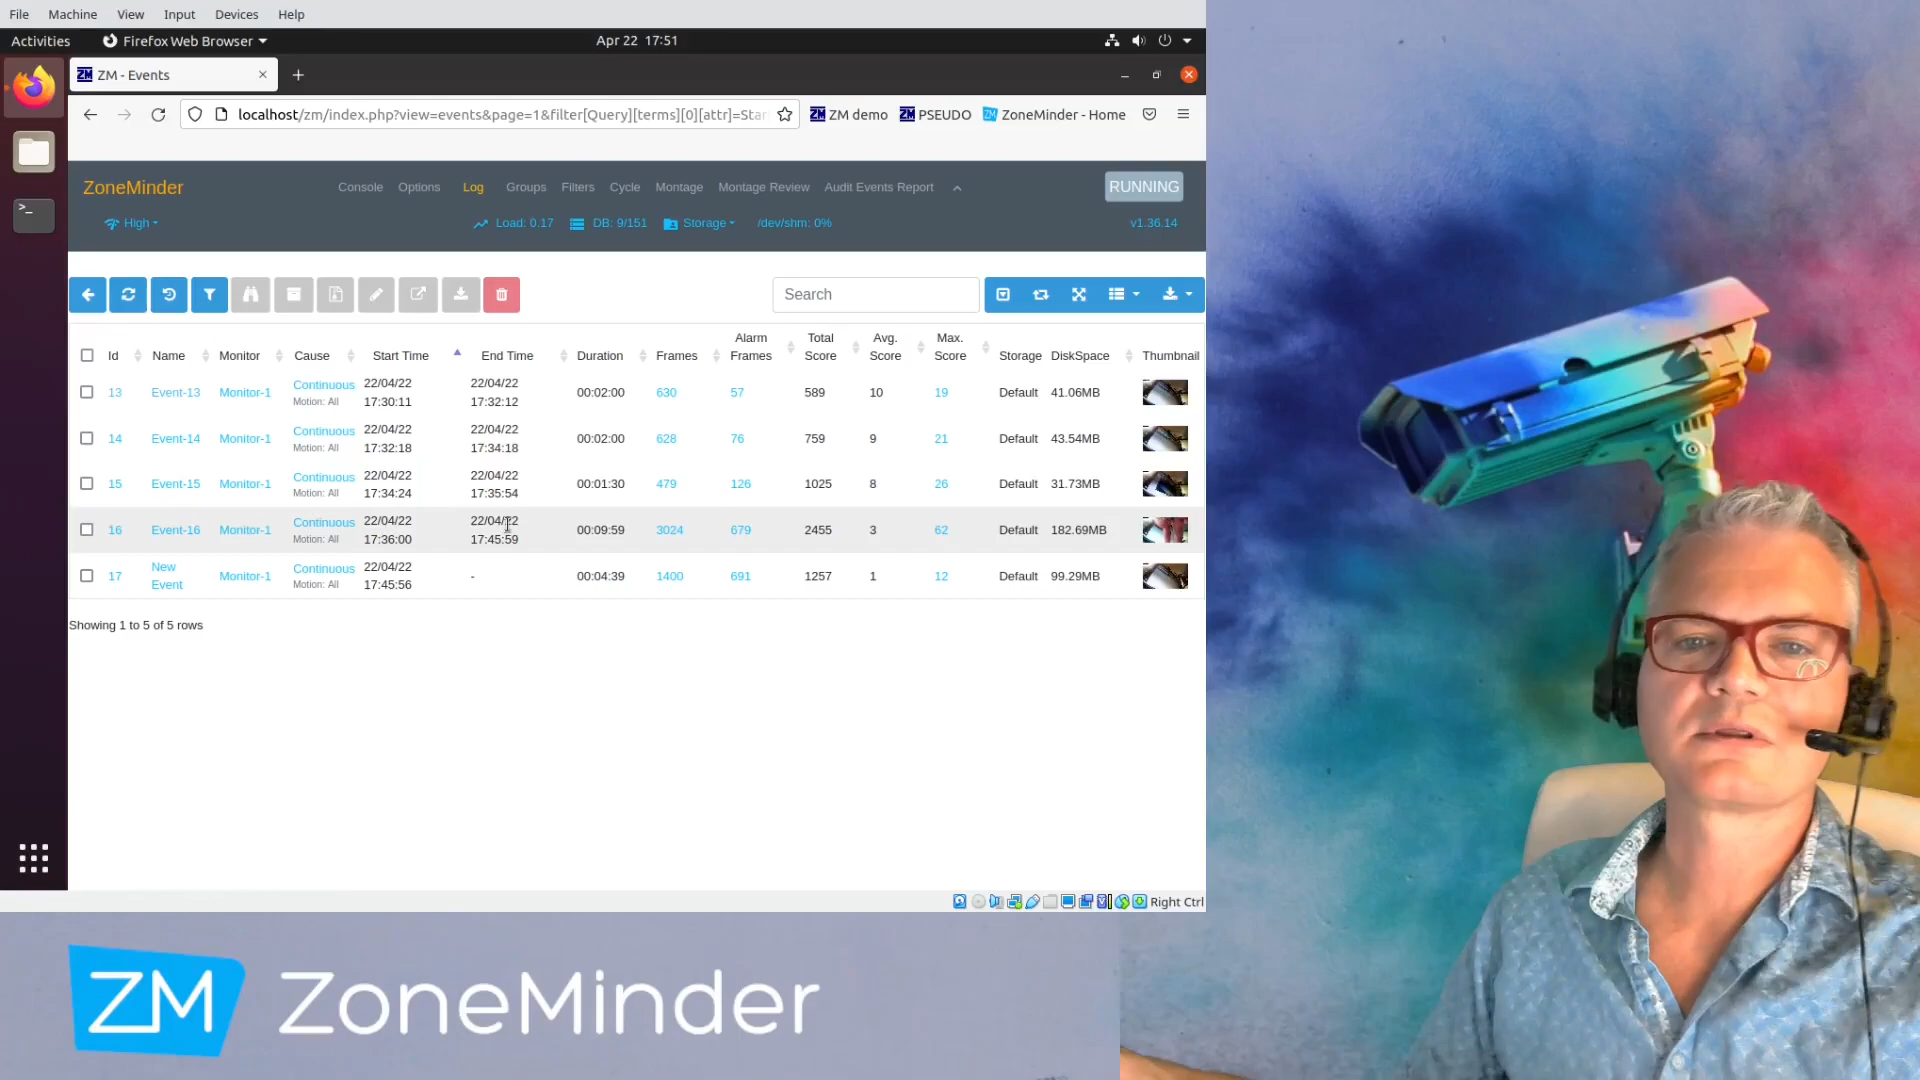 File Machine View Input Devices Help
Activities Firefox Web Browser Apr 22 17:51
ZM ZM - Events
localhost/zm/index.php?view=events&page=1&filter[Query][terms][0][attr]=Star ZM ZM demo ZM PSEUDO ZM ZoneMinder - Home
ZoneMinder Console Options Log Groups Filters Cycle Montage Montage Review Audit Events Report RUNNING
High Load: 0.17 DB: 9/151 Storage /dev/shm: 0% v1.36.14
Search
Id Name Monitor Cause Start Time End Time Duration Frames Alarm Frames Total Score Avg. Score Max. Score Storage DiskSpace Thumbnail
13 Event-13 Monitor-1 Continuous Motion: All 22/04/22 17:30:11 22/04/22 17:32:12 00:02:00 630 57 589 10 19 Default 41.06MB
14 Event-14 Monitor-1 Continuous Motion: All 22/04/22 17:32:18 22/04/22 17:34:18 00:02:00 628 76 759 9 21 Default 43.54MB
15 Event-15 Monitor-1 Continuous Motion: All 22/04/22 17:34:24 22/04/22 17:35:54 00:01:30 479 126 1025 8 26 Default 31.73MB
16 Event-16 Monitor-1 Continuous Motion: All 22/04/22 17:36:00 22/04/22 17:45:59 00:09:59 3024 679 2455 3 62 Default 182.69MB
17 New Event Monitor-1 Continuous Motion: All 22/04/22 17:45:56 - 00:04:39 1400 691 1257 1 12 Default 99.29MB
Showing 1 to 5 of 5 rows
Right Ctrl
ZM ZoneMinder